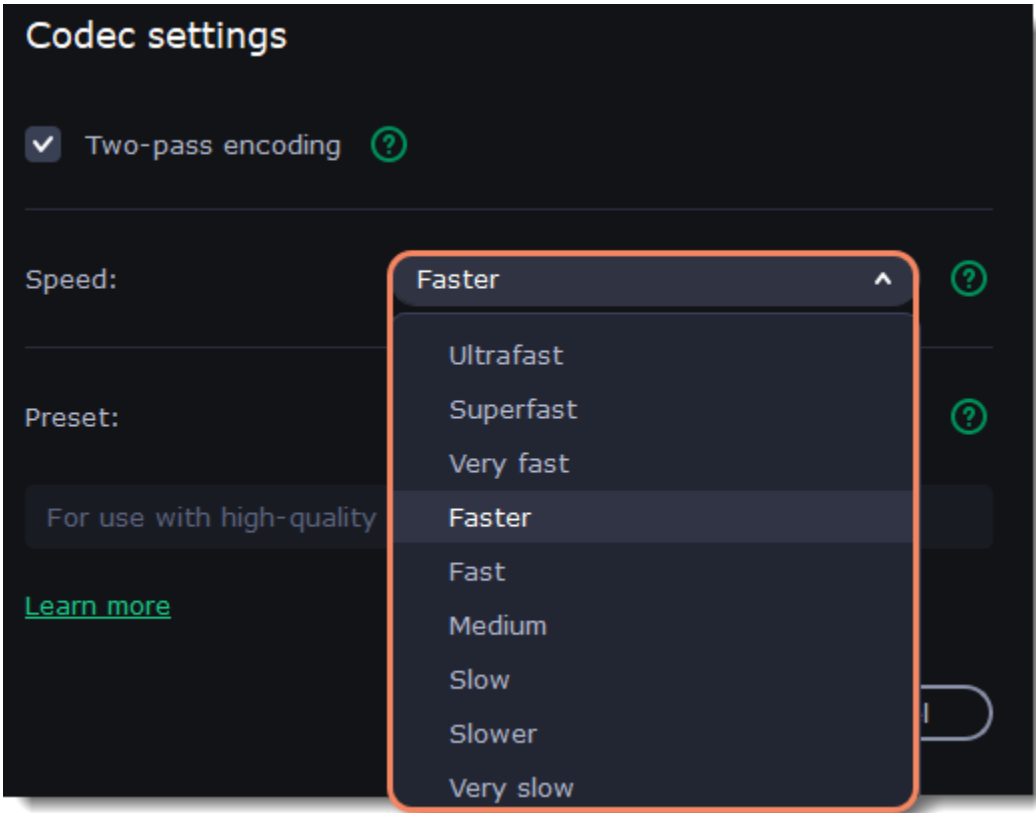 Codec settings
Two-pass encoding
Speed:
Faster
Ultrafast
Superfast
Very fast
Preset:
For use with high-quality
Faster
Fast
Medium
Slow
Slower
Very slow
Learn more